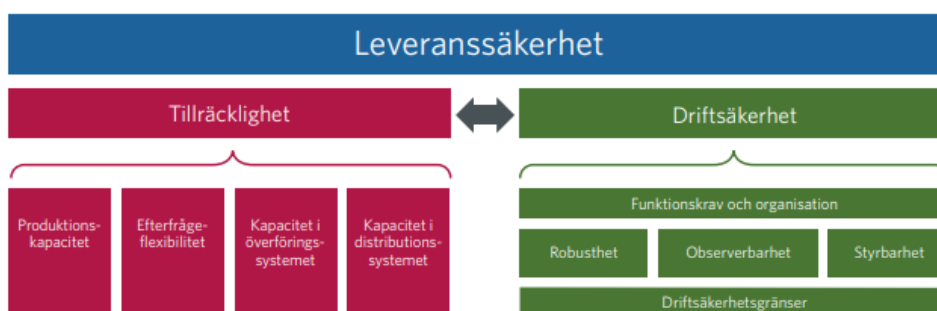 Leveranssäkerhet
Tillräcklighet
Driftsäkerhet
Produktions-
kapacitet
Efterfråge-
flexibilitet
Kapacitet i
överförings-
systemet
Kapacitet i
distributions-
systemet
Funktionskrav och organisation
Robusthet
Observerbarhet
Styrbarhet
Driftsäkerhetsgränser